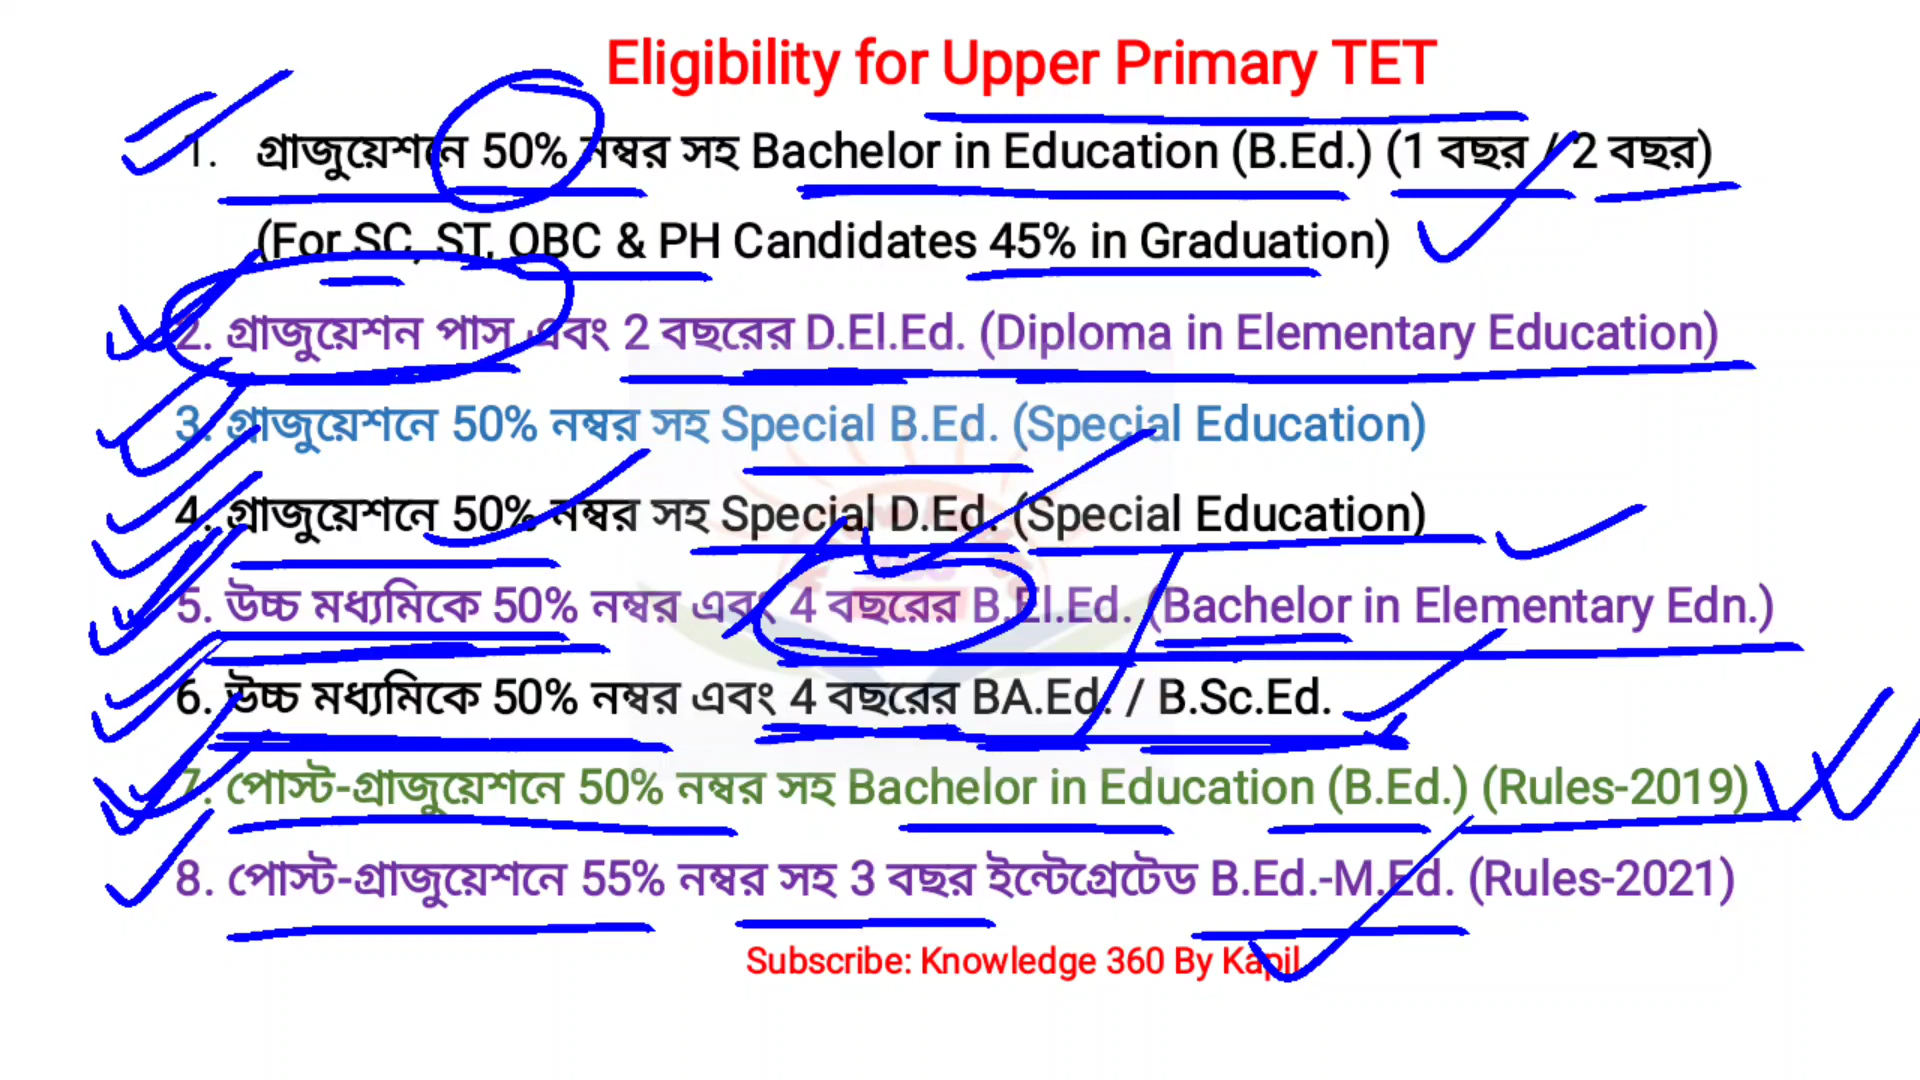 Eligibility for Upper Primary TET
1. গ্রাজুয়েশনে 50% নম্বর সহ Bachelor in Education (B.Ed.) (1 বছর / 2 বছর)
(For SC, ST, OBC & PH Candidates 45% in Graduation)
2. গ্রাজুয়েশন পাস এবং 2 বছরের D.El.Ed. (Diploma in Elementary Education)
3. গ্রাজুয়েশনে 50% নম্বর সহ Special B.Ed. (Special Education)
4. গ্রাজুয়েশনে 50% নম্বর সহ Special D.Ed. (Special Education)
5. উচ্চ মধ্যমিকে 50% নম্বর এবং 4 বছরের B.El.Ed. (Bachelor in Elementary Edn.)
6. উচ্চ মধ্যমিকে 50% নম্বর এবং 4 বছরের BA.Ed. / B.Sc.Ed.
7. পোস্ট-গ্রাজুয়েশনে 50% নম্বর সহ Bachelor in Education (B.Ed.) (Rules-2019)
8. পোস্ট-গ্রাজুয়েশনে 55% নম্বর সহ 3 বছর ইন্টেগ্রেটেড B.Ed.-M.Ed. (Rules-2021)
Subscribe: Knowledge 360 By Kapil